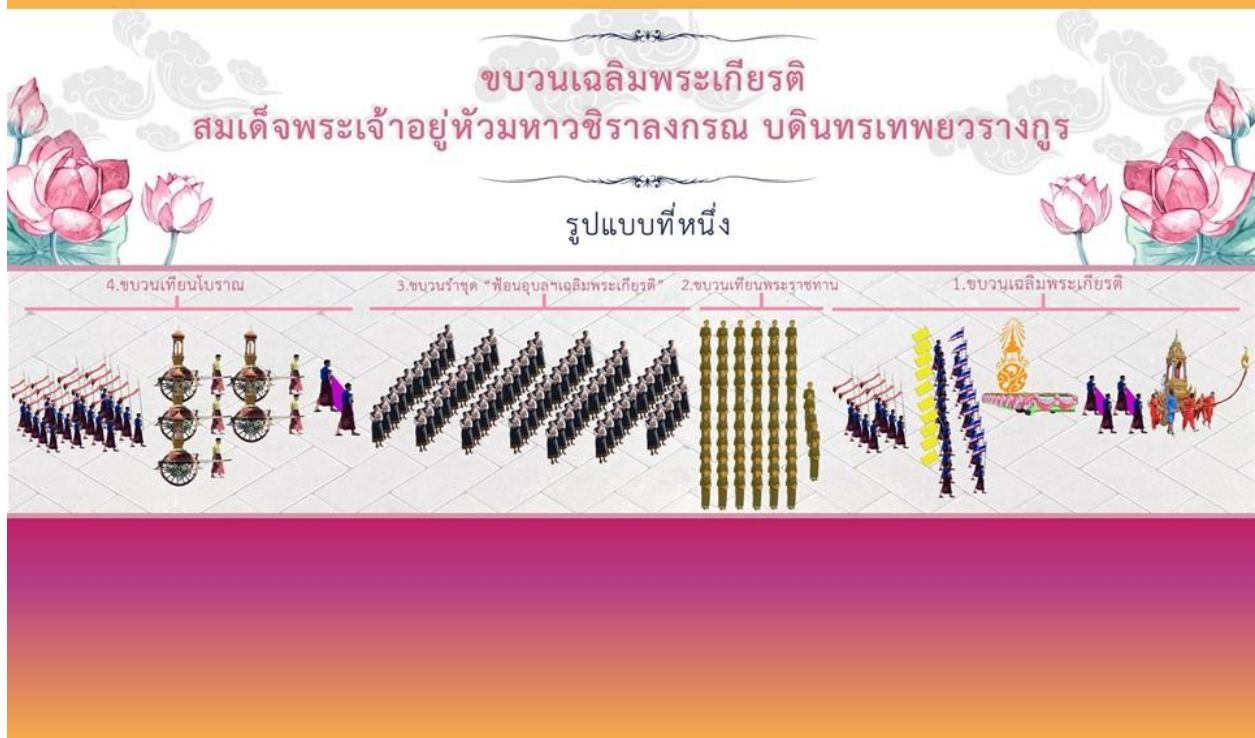 ขบวนเฉลิมพระเกียรติ
สมเด็จพระเจ้าอยู่หัวมหาวชิราลงกรณ บดินทรเทพยวรางกูร
รูปแบบที่หนึ่ง
4.ขบวนเทียนโบราณ
3.ขบวนรำชุด “ฟ้อนอุบลฯเฉลิมพระเกียรติ”
2.ขบวนเทียนพระราชทาน
1.ขบวนเฉลิมพระเกียรติ